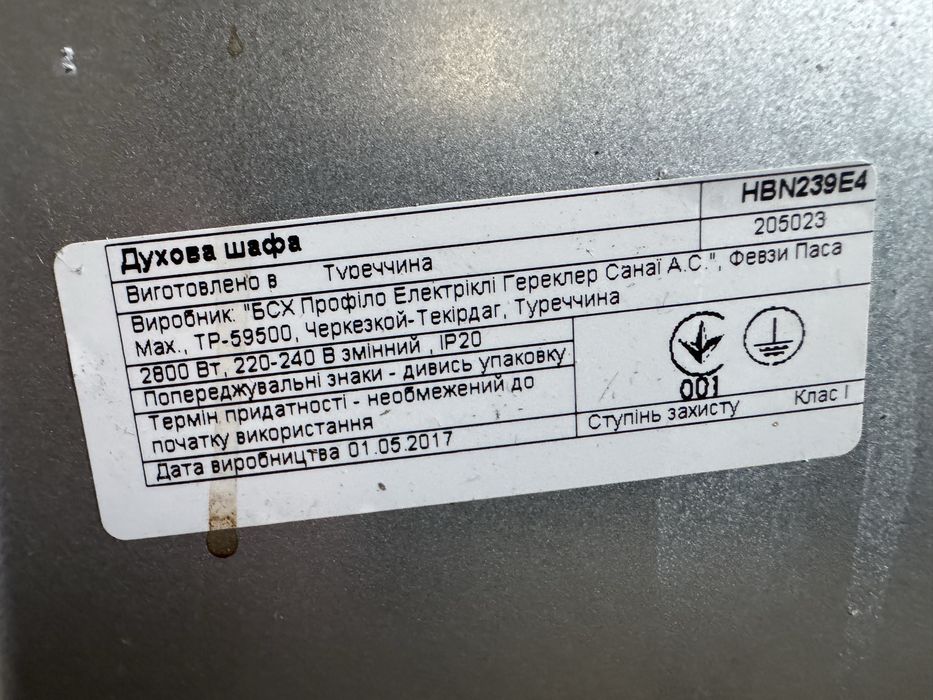 Духова шафа
HBN239E4
205023
Виготовлено в Туреччина
Виробник: "БСХ Профіло Електріклі Гереклер Санаї А.С.", Февзи Паса
Мах., ТР-59500, Черкезкой-Текірдаг, Туреччина
2800 Вт, 220-240 В змінний , IP20
Попереджувальні знаки - дивись упаковку
Термін придатності - необмежений до
початку використання
Дата виробництва 01.05.2017
001
Ступінь захисту Клас I